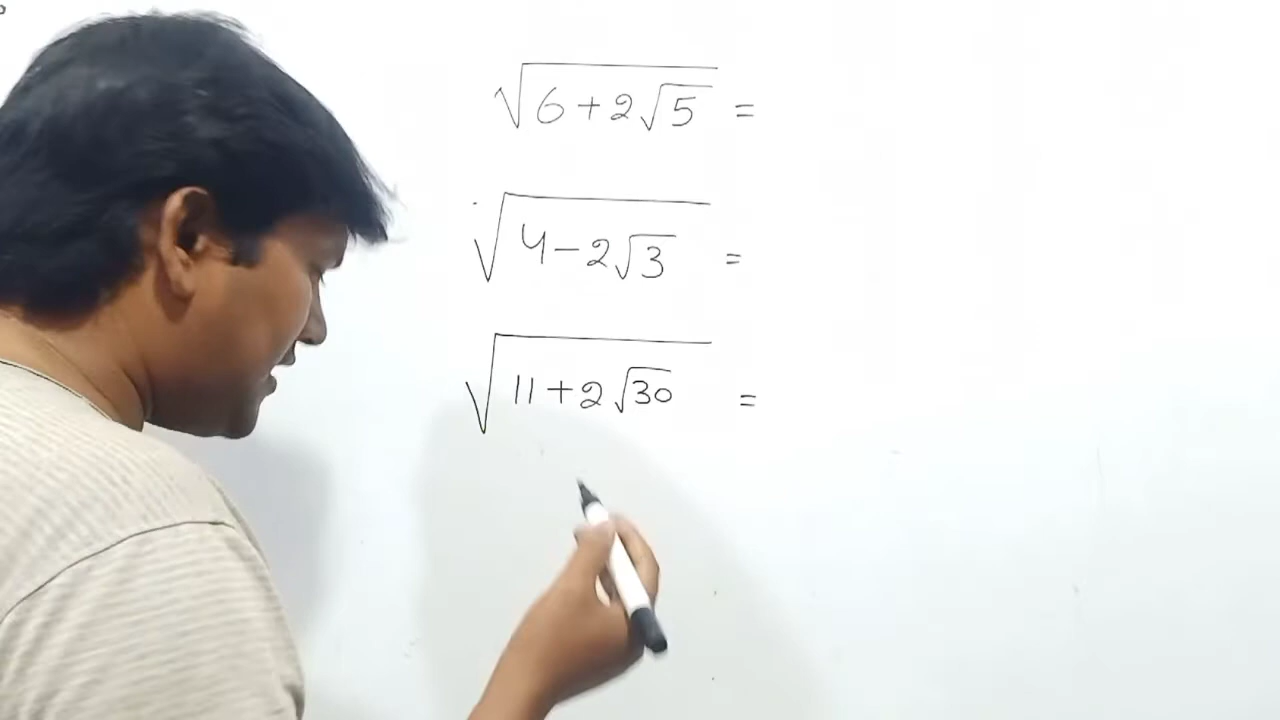 √(6+2√5) =
√(4-2√3) =
√(11+2√30) =